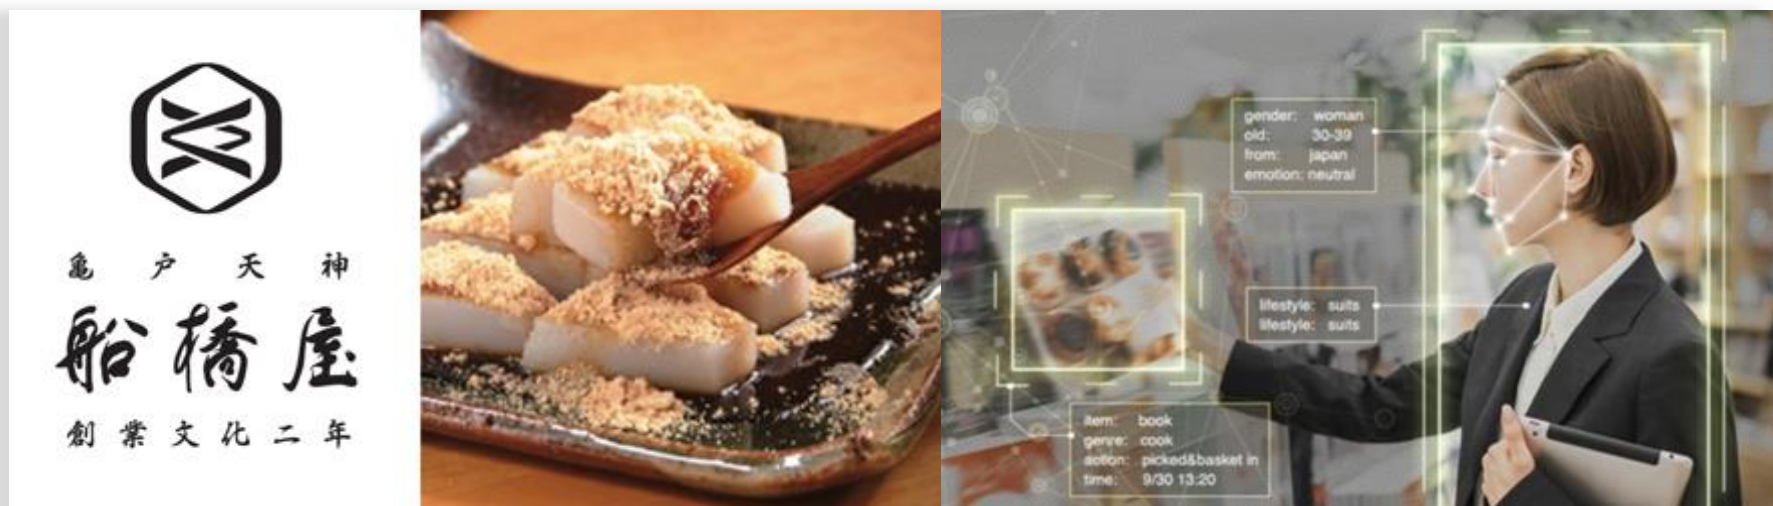 亀戸天神
船橋屋
創業文化二年
gender: woman
old: 30-39
from: japan
emotion: neutral
lifestyle: suits
lifestyle: suits
item: book
genre: cook
action: picked&basket in
time: 9/30 13:20